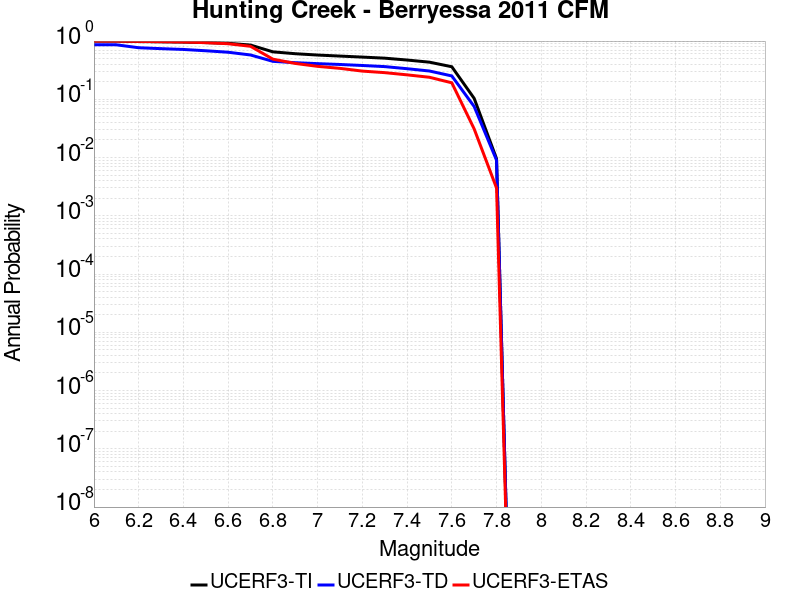 Hunting Creek - Berryessa 2011 CFM
Annual Probability
10^0
10^-1
10^-2
10^-3
10^-4
10^-5
10^-6
10^-7
10^-8
6 6.2 6.4 6.6 6.8 7 7.2 7.4 7.6 7.8 8 8.2 8.4 8.6 8.8 9
Magnitude
UCERF3-TI UCERF3-TD UCERF3-ETAS